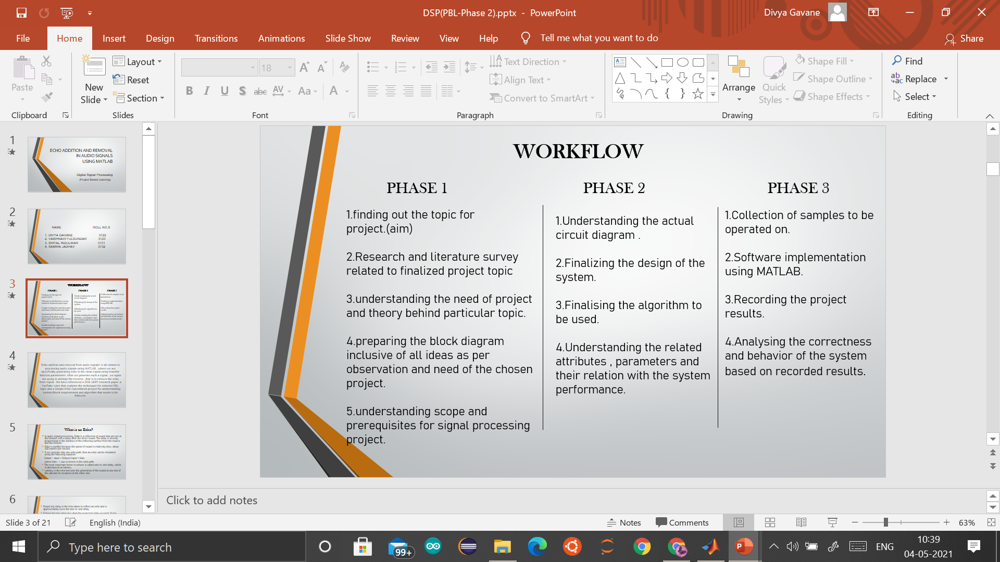 DSP(PBL-Phase 2).pptx - PowerPoint
Divya Gavane
File Home Insert Design Transitions Animations Slide Show Review View Help Tell me what you want to do Share
Paste
Clipboard
New Slide
Layout
Reset
Section
Slides
18
B I U S abc AV Aa A
Font
Text Direction
Align Text
Convert to SmartArt
Paragraph
Arrange
Quick Styles
Shape Fill
Shape Outline
Shape Effects
Drawing
Find
Replace
Select
Editing
1
ECHO ADDITION AND REMOVAL
IN AUDIO SIGNALS
USING MATLAB
Digital Signal Processing
(Project Based Learning)
2
NAME ROLL NO.S
1. DIVYA GAVANE 3122
2. VAISHNAVI FULSUNDAR 3123
3. SHITAL INDULWAR 3131
4. SAMIRA JADHAV 3132
3
4
5
What is an Echo?
6
WORKFLOW
PHASE 1
1.finding out the topic for
project.(aim)
2.Research and literature survey
related to finalized project topic
3.understanding the need of project
and theory behind particular topic.
4.preparing the block diagram
inclusive of all ideas as per
observation and need of the chosen
project.
5.understanding scope and
prerequisites for signal processing
project.
PHASE 2
1.Understanding the actual
circuit diagram .
2.Finalizing the design of the
system.
3.Finalising the algorithm to
be used.
4.Understanding the related
attributes , parameters and
their relation with the system
performance.
PHASE 3
1.Collection of samples to be
operated on.
2.Software implementation
using MATLAB.
3.Recording the project
results.
4.Analysing the correctness
and behavior of the system
based on recorded results.
Click to add notes
Slide 3 of 21 English (India) Notes Comments 63%
Type here to search
99+
ENG
10:39
04-05-2021